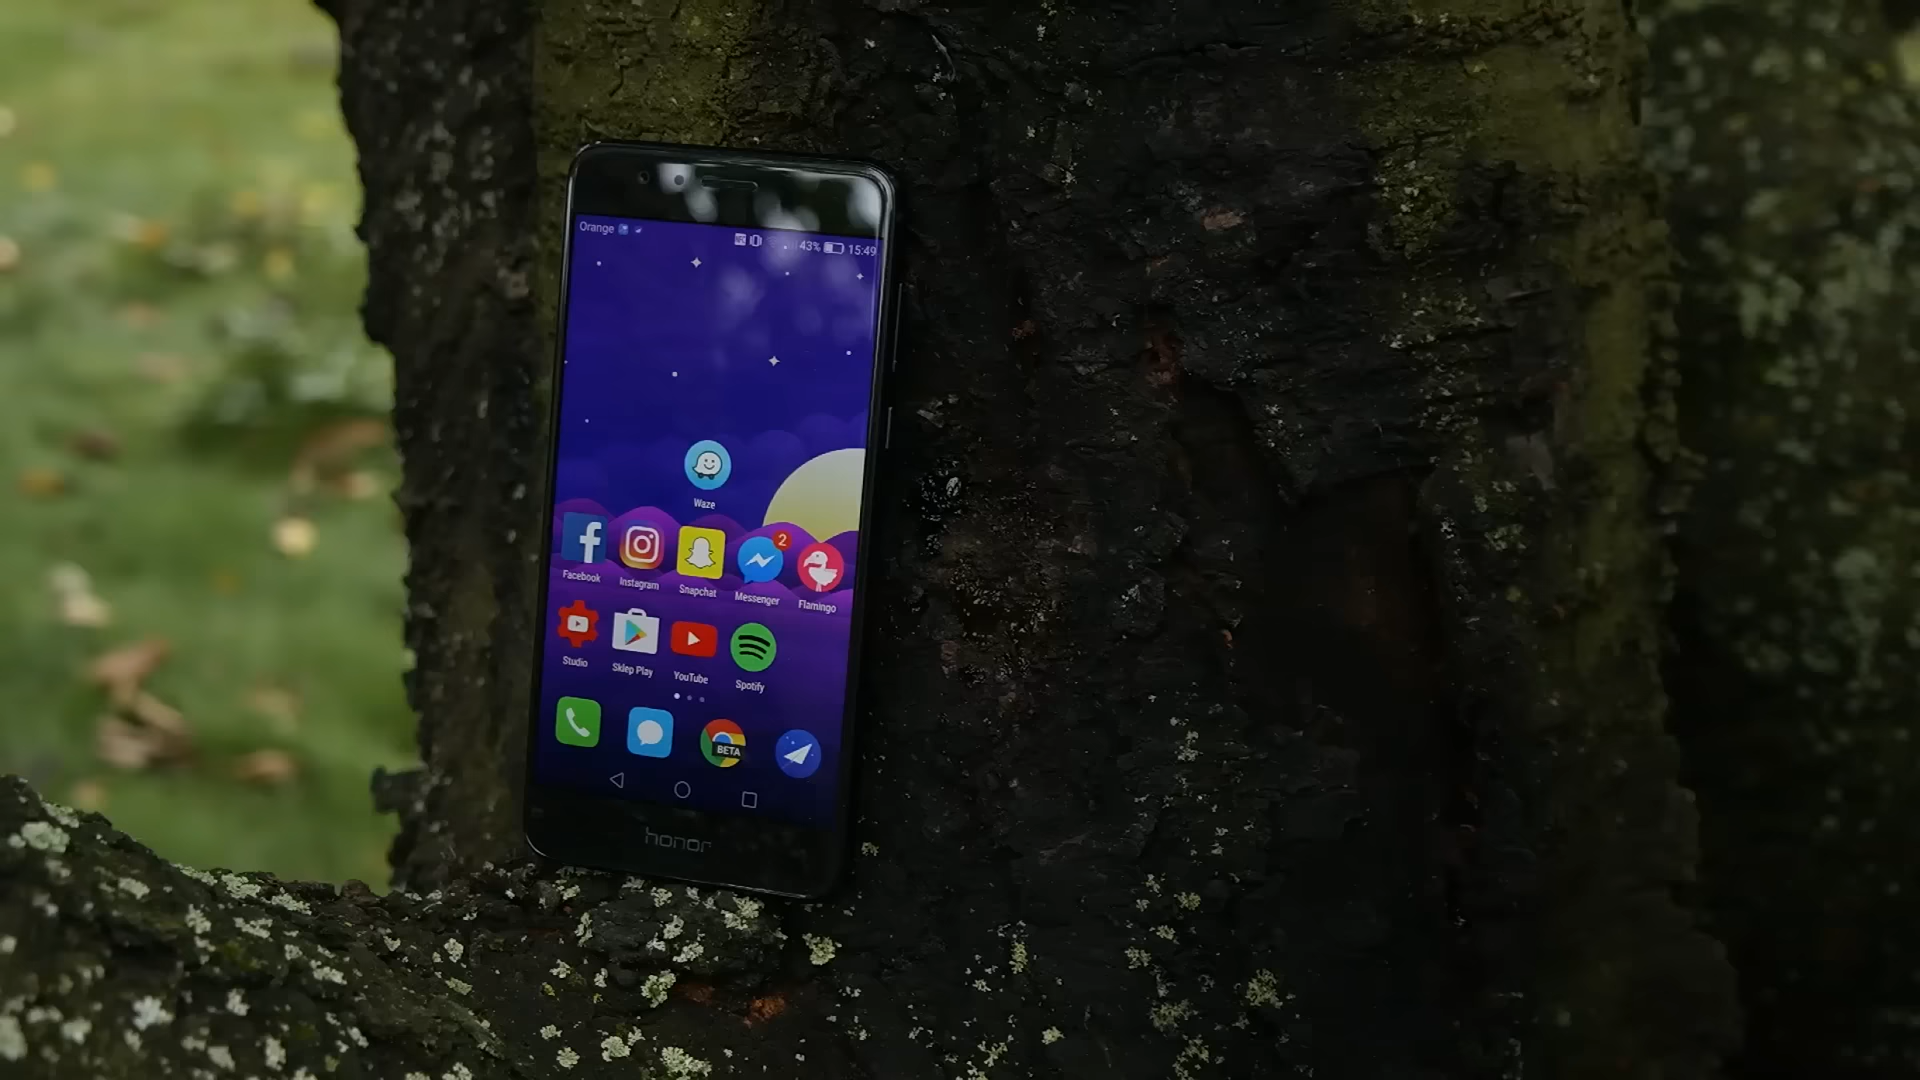 Orange 43% 15:49
Waze
Facebook Instagram Snapchat Messenger 2 Flamingo
Studio Sklep Play YouTube Spotify
BETA
honor